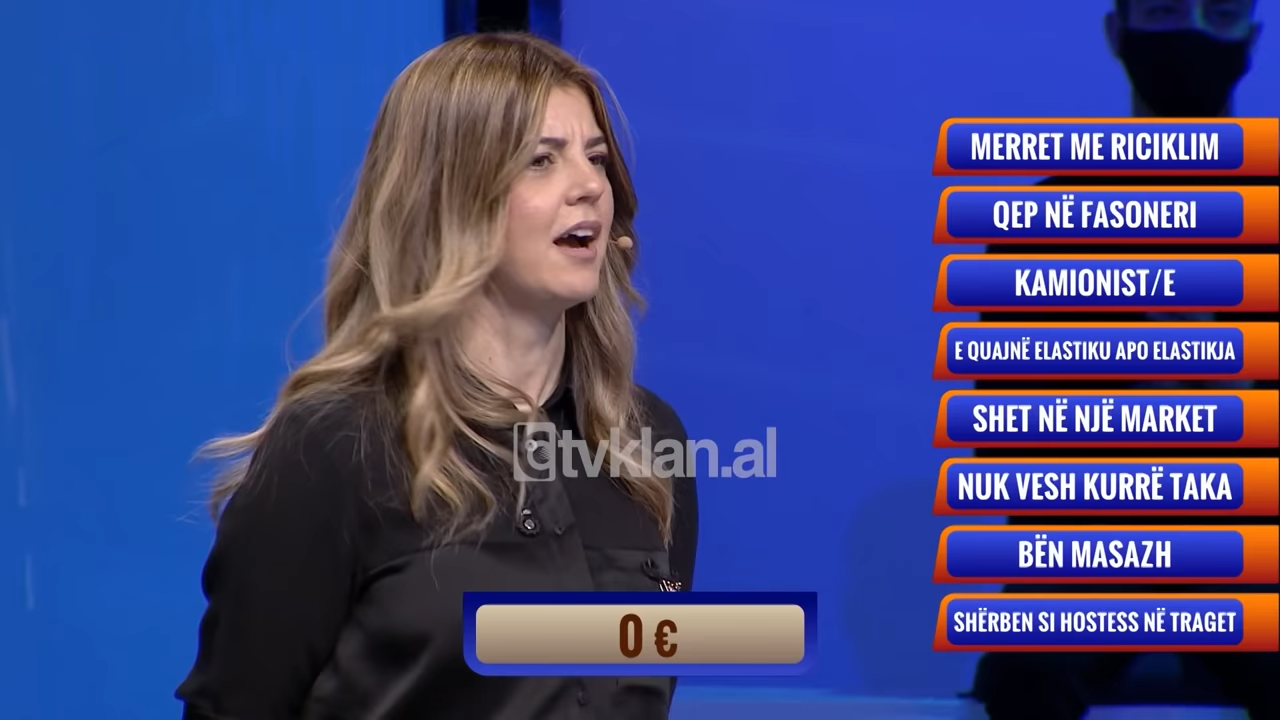 MERRET ME RICIKLIM
QEP NË FASONERI
KAMIONIST/E
E QUAJNË ELASTIKU APO ELASTIKJA
SHET NË NJË MARKET
tvklan.al
NUK VESH KURRË TAKA
BËN MASAZH
SHËRBEN SI HOSTESS NË TRAGET
0 €